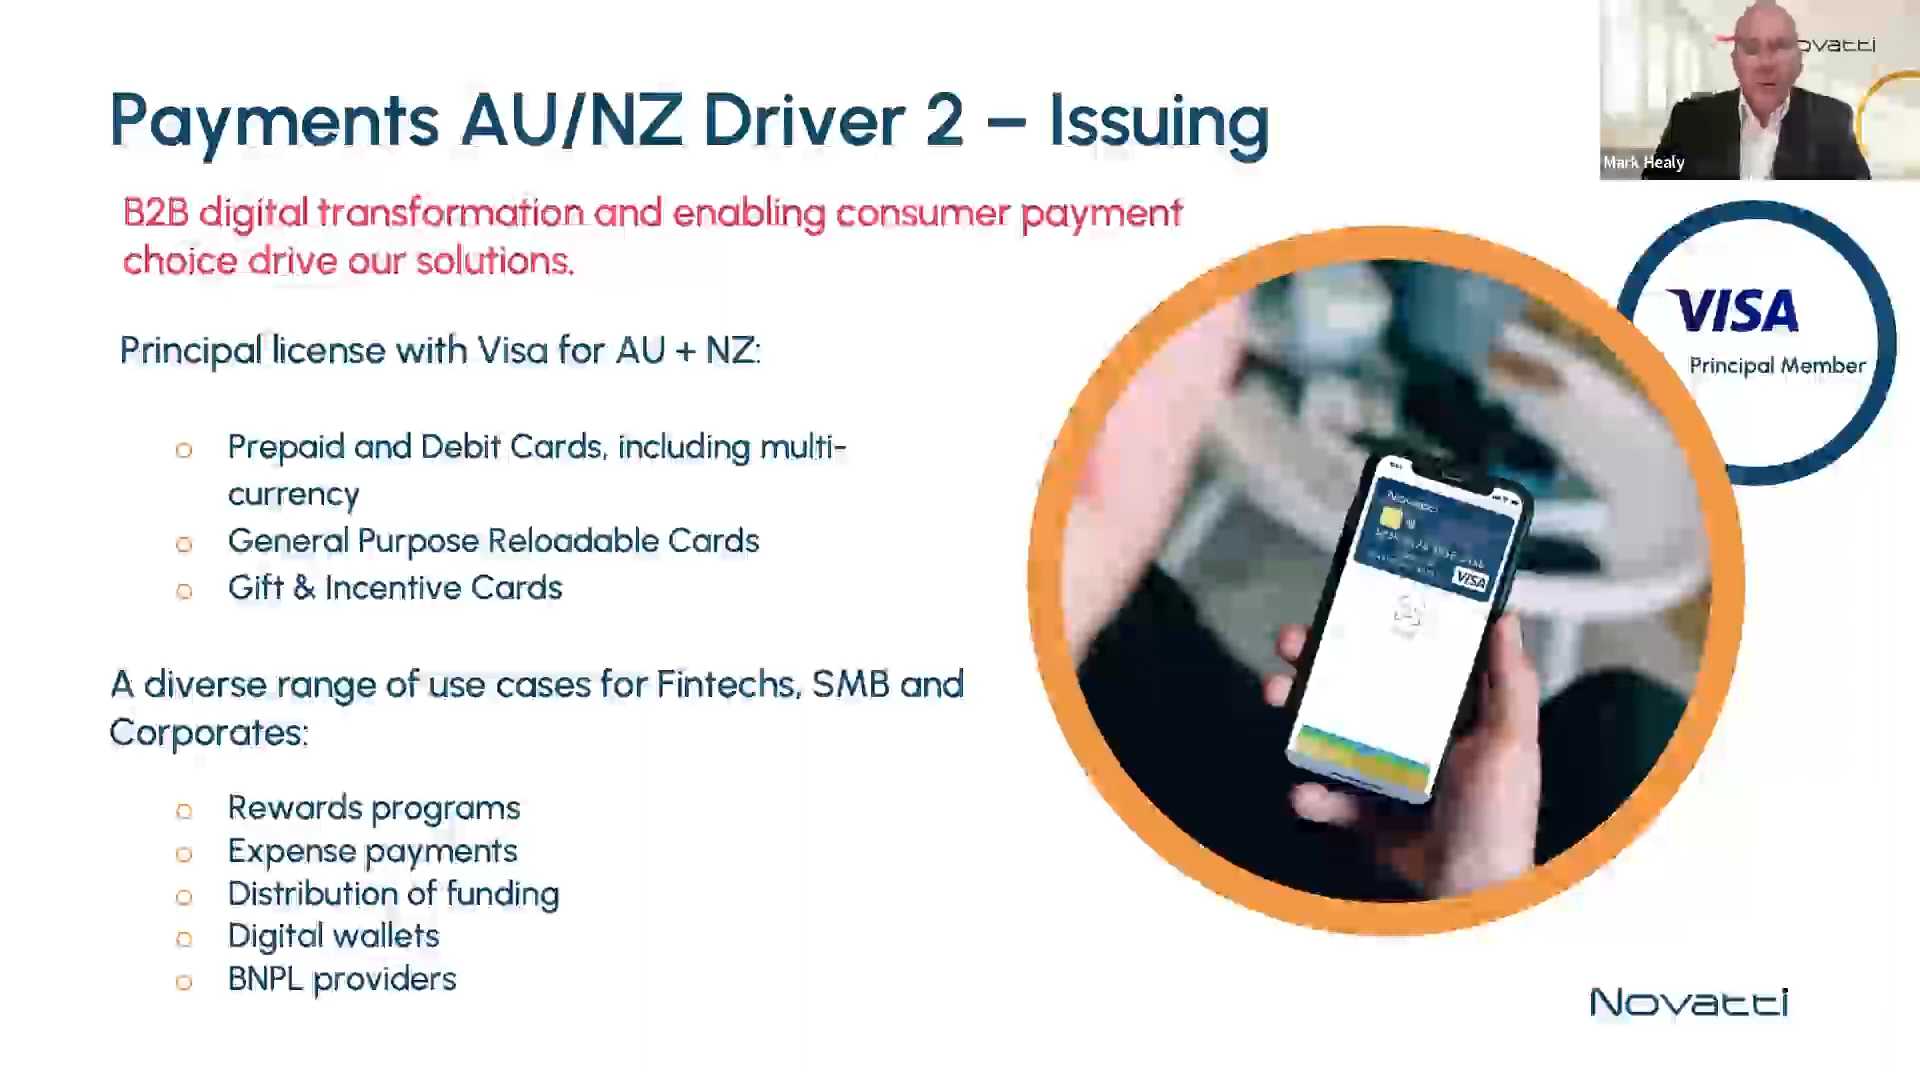 Payments AU/NZ Driver 2 – Issuing
ovatti
Mark Healy
B2B digital transformation and enabling consumer payment
choice drive our solutions.
VISA
Principal Member
Principal license with Visa for AU + NZ:
Prepaid and Debit Cards, including multi-
currency
General Purpose Reloadable Cards
Gift & Incentive Cards
Novatti
VISA
A diverse range of use cases for Fintechs, SMB and
Corporates:
Rewards programs
Expense payments
Distribution of funding
Digital wallets
BNPL providers
Novatti